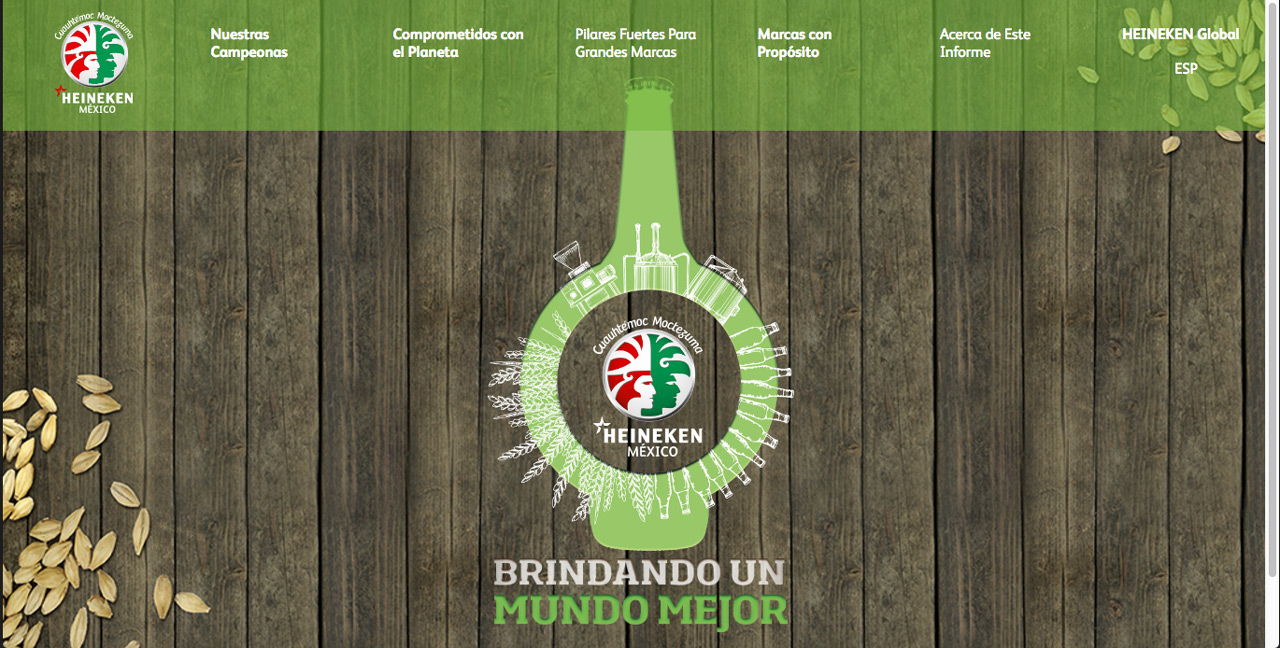 Cuauhtémoc Moctezuma
HEINEKEN
MÉXICO
Nuestras
Campeonas
Comprometidos con
el Planeta
Pilares Fuertes Para
Grandes Marcas
Marcas con
Propósito
Acerca de Este
Informe
HEINEKEN Global
ESP
Cuauhtémoc Moctezuma
HEINEKEN
MÉXICO
BRINDANDO UN
MUNDO MEJOR